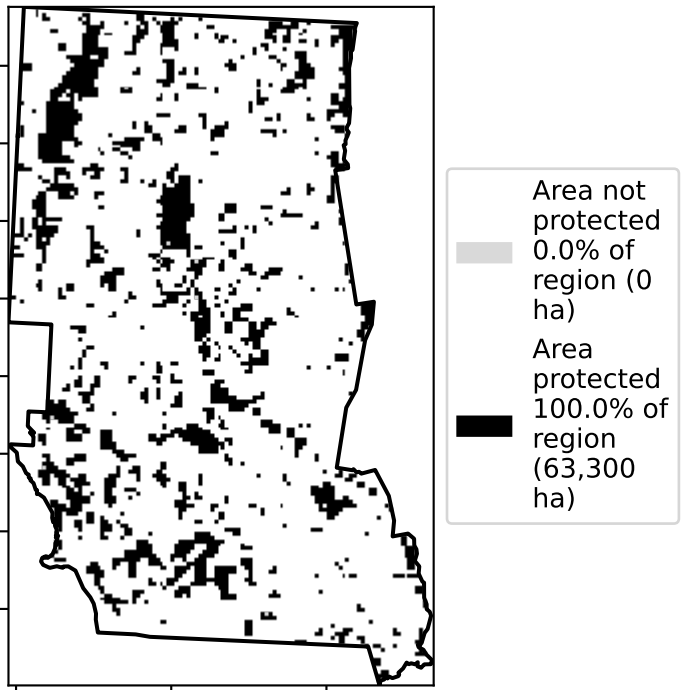 Area not
protected
0.0% of
region (0
ha)
Area
protected
100.0% of
region
(63,300
ha)